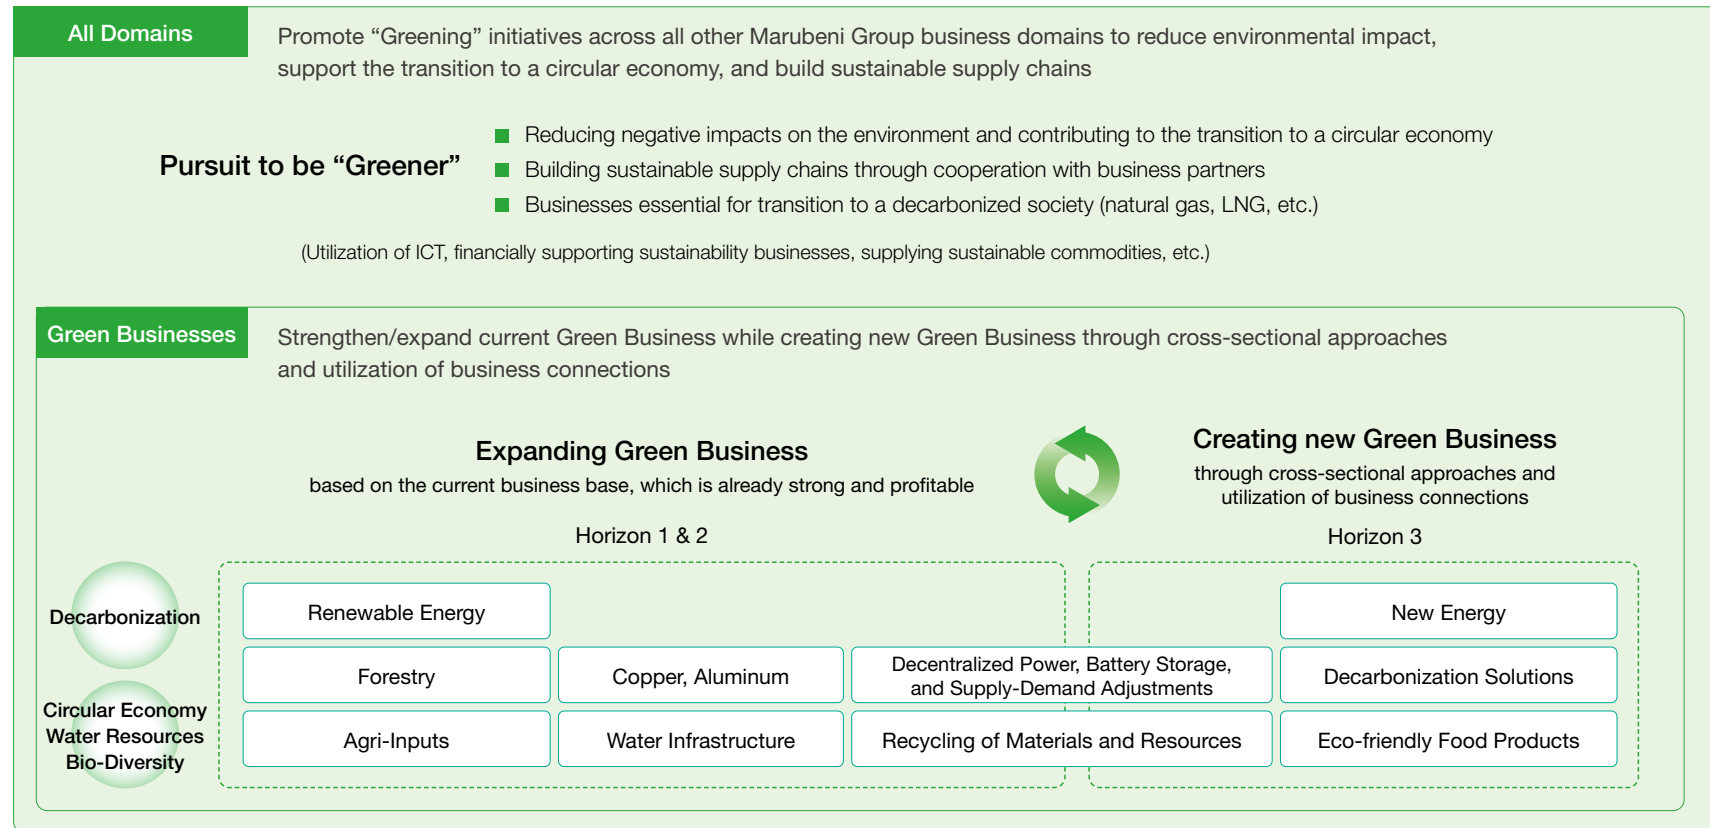 All Domains
Promote “Greening” initiatives across all other Marubeni Group business domains to reduce environmental impact,
support the transition to a circular economy, and build sustainable supply chains
Pursuit to be “Greener”
Reducing negative impacts on the environment and contributing to the transition to a circular economy
Building sustainable supply chains through cooperation with business partners
Businesses essential for transition to a decarbonized society (natural gas, LNG, etc.)
(Utilization of ICT, financially supporting sustainability businesses, supplying sustainable commodities, etc.)
Green Businesses
Strengthen/expand current Green Business while creating new Green Business through cross-sectional approaches
and utilization of business connections
Expanding Green Business
based on the current business base, which is already strong and profitable
Horizon 1 & 2
Creating new Green Business
through cross-sectional approaches and
utilization of business connections
Horizon 3
Decarbonization
Renewable Energy
New Energy
Forestry
Copper, Aluminum
Decentralized Power, Battery Storage,
and Supply-Demand Adjustments
Decarbonization Solutions
Circular Economy
Water Resources
Bio-Diversity
Agri-Inputs
Water Infrastructure
Recycling of Materials and Resources
Eco-friendly Food Products